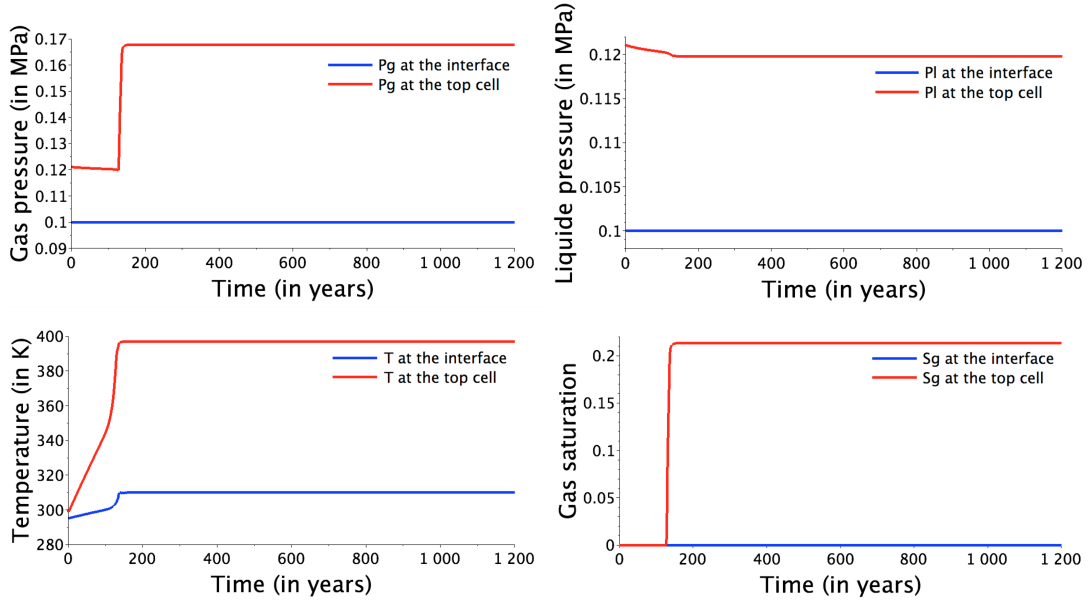 Gas pressure (in MPa)
0.17
0.16
0.15
0.14
0.13
0.12
0.11
0.1
0.09
Pg at the interface
Pg at the top cell
0 200 400 600 800 1 000 1 200
Time (in years)
Liquide pressure (in MPa)
0.12
0.115
0.11
0.105
0.1
Pl at the interface
Pl at the top cell
0 200 400 600 800 1 000 1 200
Time (in years)
Temperature (in K)
400
380
360
340
320
300
280
T at the interface
T at the top cell
0 200 400 600 800 1 000 1 200
Time (in years)
Gas saturation
0.2
0.15
0.1
0.05
0
Sg at the interface
Sg at the top cell
0 200 400 600 800 1 000 1 200
Time (in years)